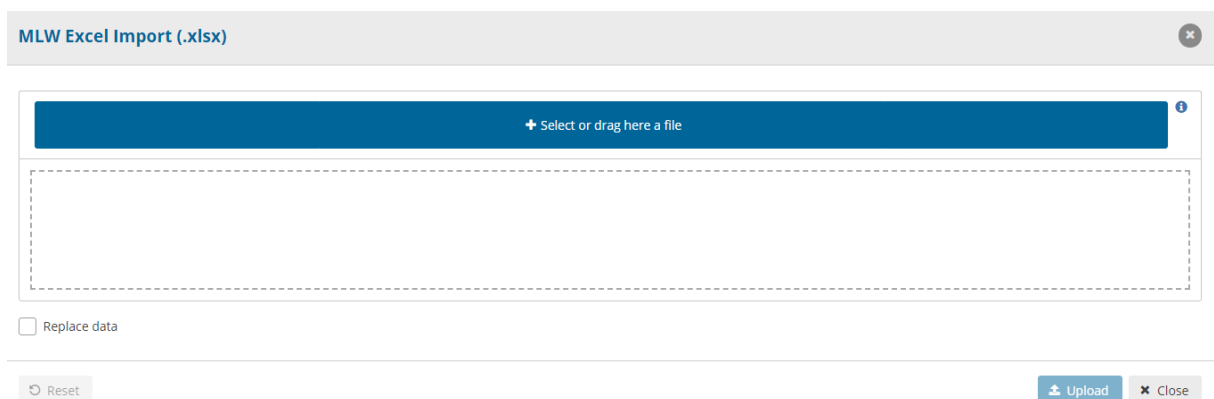 MLW Excel Import (.xlsx)
Select or drag here a file
Replace data
Reset
Upload
Close